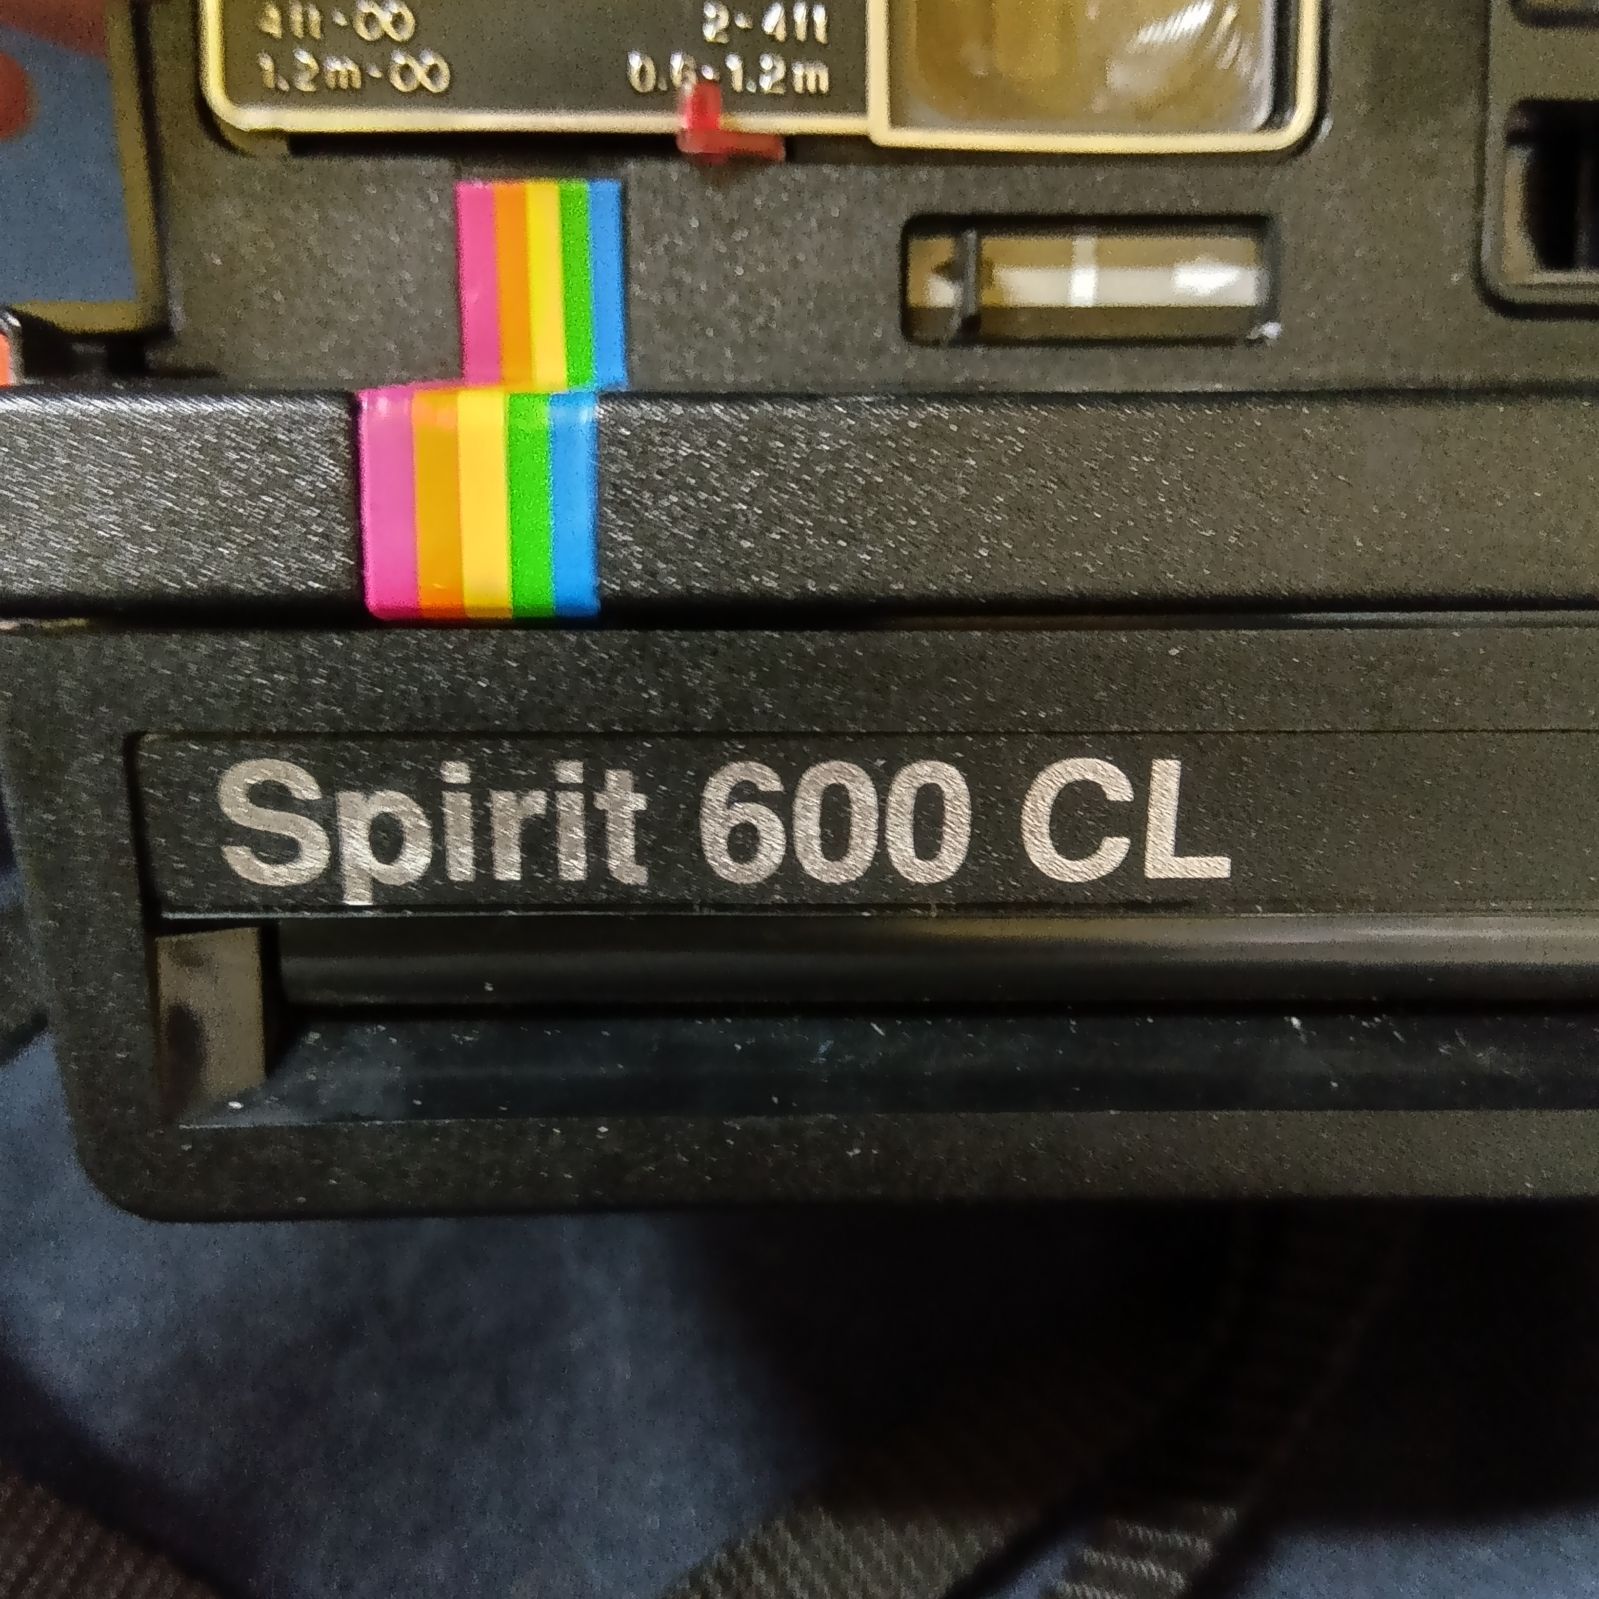 4ft-∞ 2-4ft
1.2m-∞ 0.6-1.2m
Spirit 600 CL